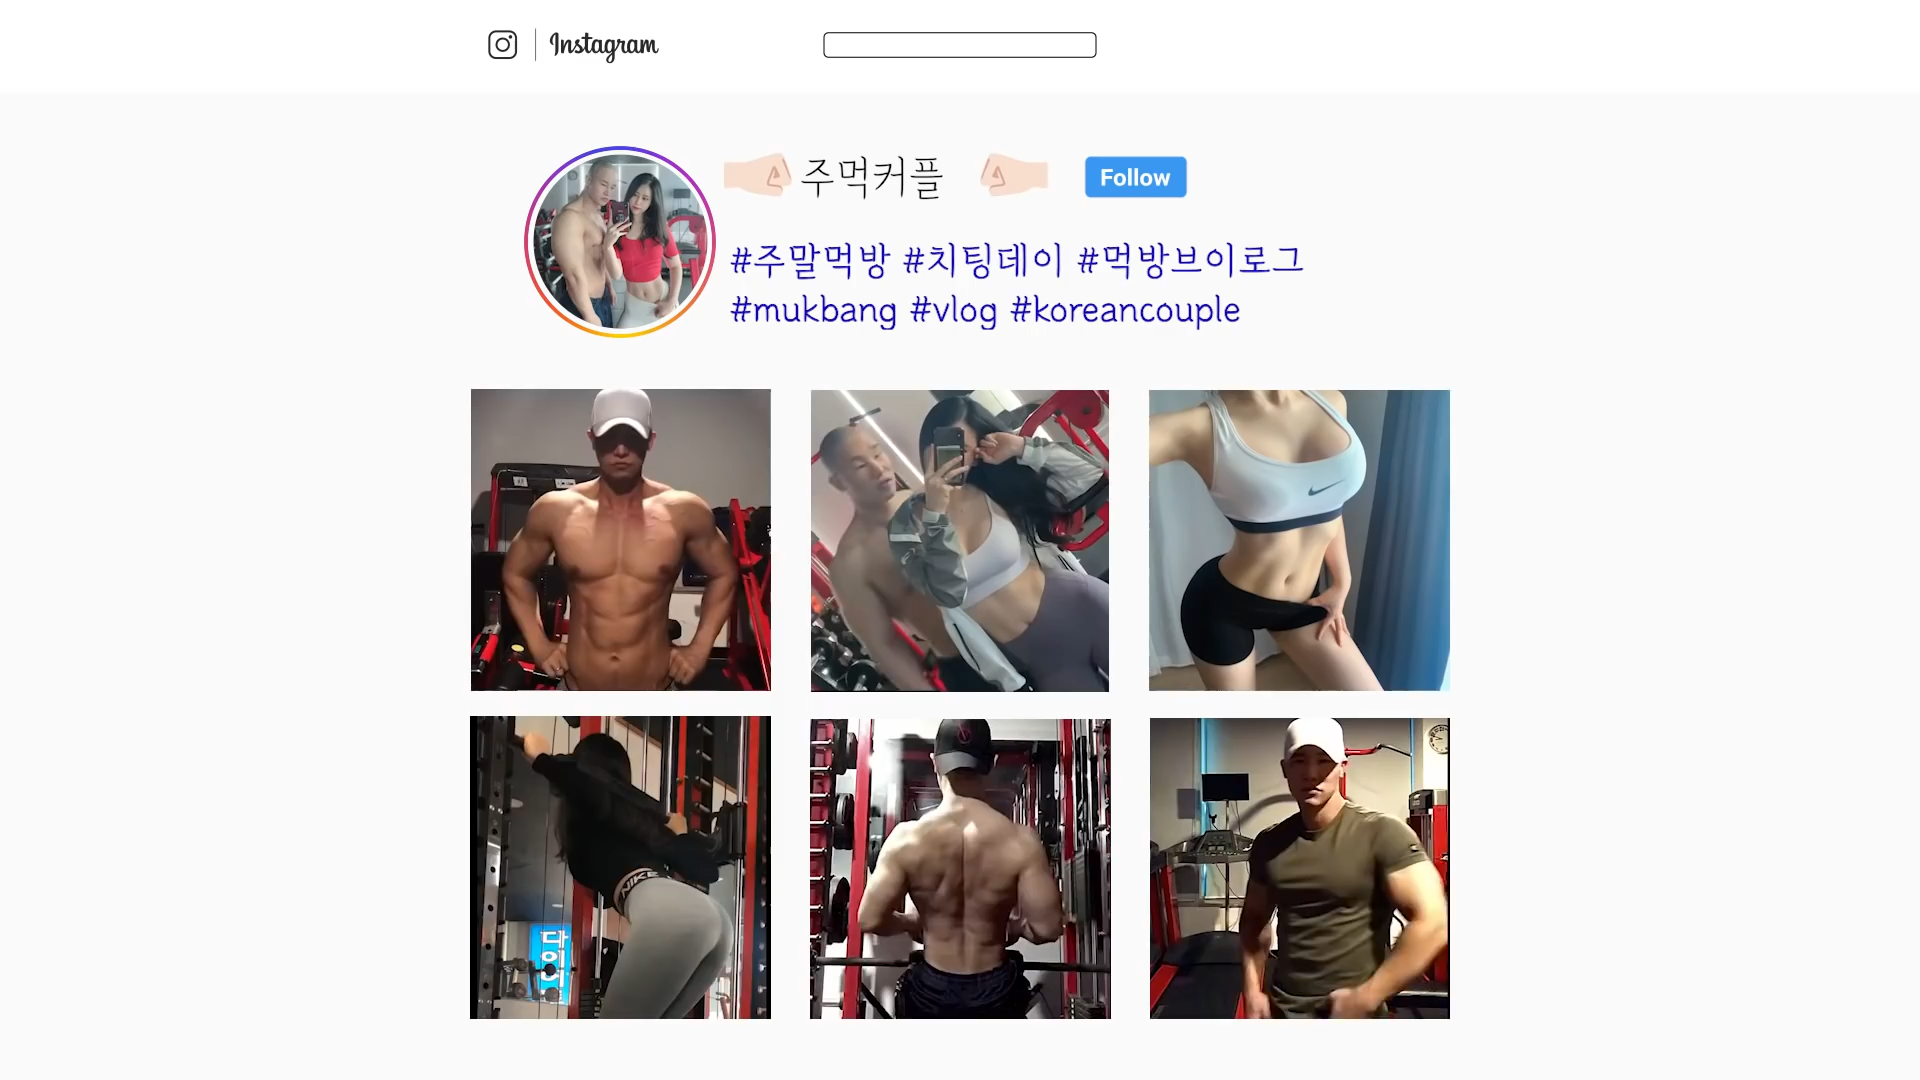 Instagram
주먹커플
Follow
#주말먹방 #치팅데이 #먹방브이로그
#mukbang #vlog #koreancouple
NIKE